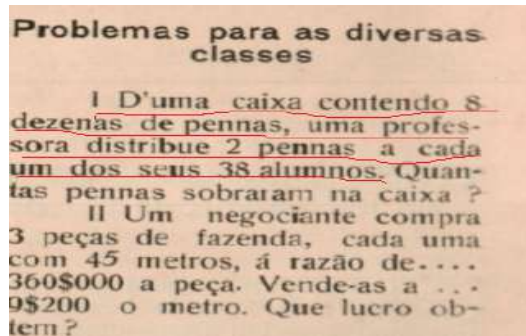 Problemas para as diversas
classes
I D'uma caixa contendo 8
dezenas de pennas, uma profes-
sora distribue 2 pennas a cada
um dos seus 38 alumnos. Quan-
tas pennas sobraram na caixa ?
II Um negociante compra
3 peças de fazenda, cada uma
com 45 metros, á razão de....
360$000 a peça. Vende-as a ...
9$200 o metro. Que lucro ob-
tem ?